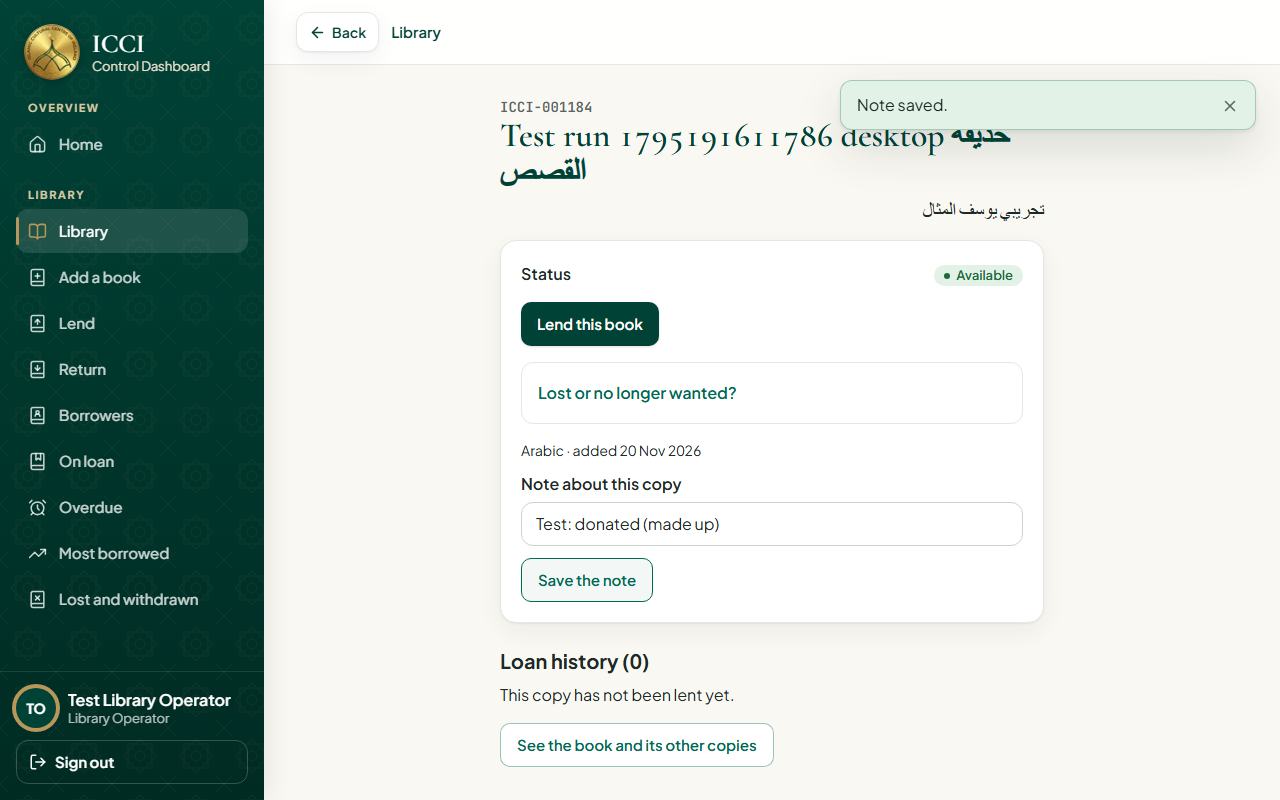 ICCI
Control Dashboard
OVERVIEW
Home
LIBRARY
Library
Add a book
Lend
Return
Borrowers
On loan
Overdue
Most borrowed
Lost and withdrawn
TO
Test Library Operator
Library Operator
Sign out
Back
Library
Note saved.
ICCI-001184
Test run 1795191611786 desktop حديقة
القصص
تجريبي يوسف المثال
Status
Available
Lend this book
Lost or no longer wanted?
Arabic · added 20 Nov 2026
Note about this copy
Test: donated (made up)
Save the note
Loan history (0)
This copy has not been lent yet.
See the book and its other copies